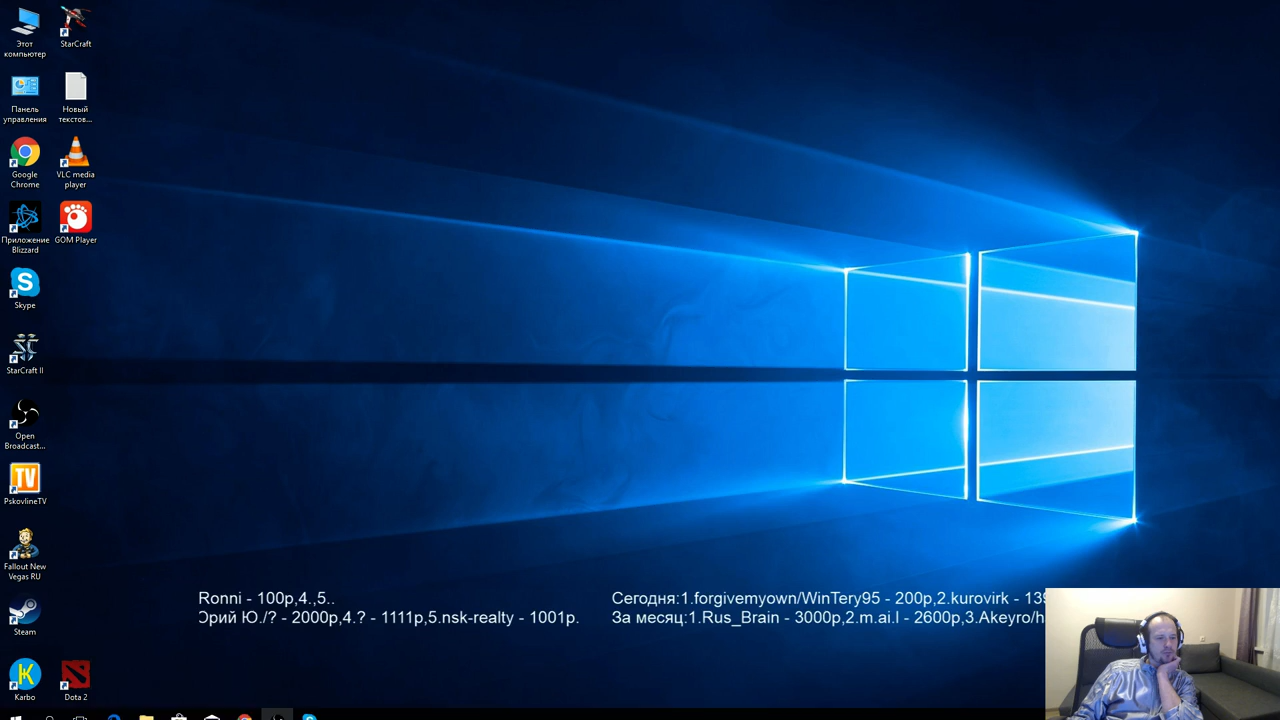 Этот
компьютер
StarCraft
Панель
управления
Новый
текстов...
Google
Chrome
VLC media
player
Приложение
Blizzard
GOM Player
Skype
StarCraft II
Open
Broadcast...
TV
PskovlineTV
Fallout New
Vegas RU
Steam
Karbo
Dota 2
Ronni - 100р,4.,5..
Орий Ю./? - 2000р,4.? - 1111р,5.nsk-realty - 1001р.
Сегодня:1.forgivemyown/WinTery95 - 200р,2.kurovirk - 139
За месяц:1.Rus_Brain - 3000р,2.m.ai.l - 2600р,3.Akeyro/h